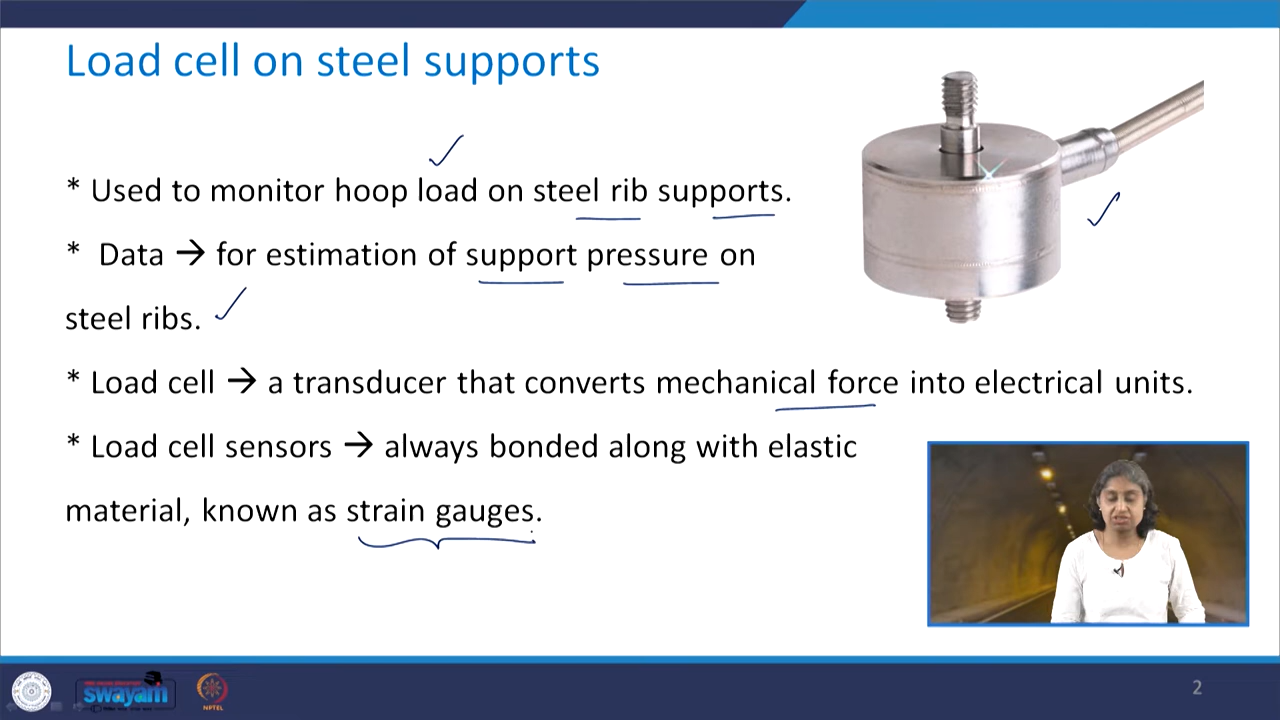 Load cell on steel supports
* Used to monitor hoop load on steel rib supports.
* Data → for estimation of support pressure on
steel ribs.
* Load cell → a transducer that converts mechanical force into electrical units.
* Load cell sensors → always bonded along with elastic
material, known as strain gauges.
swayam
NPTEL
2